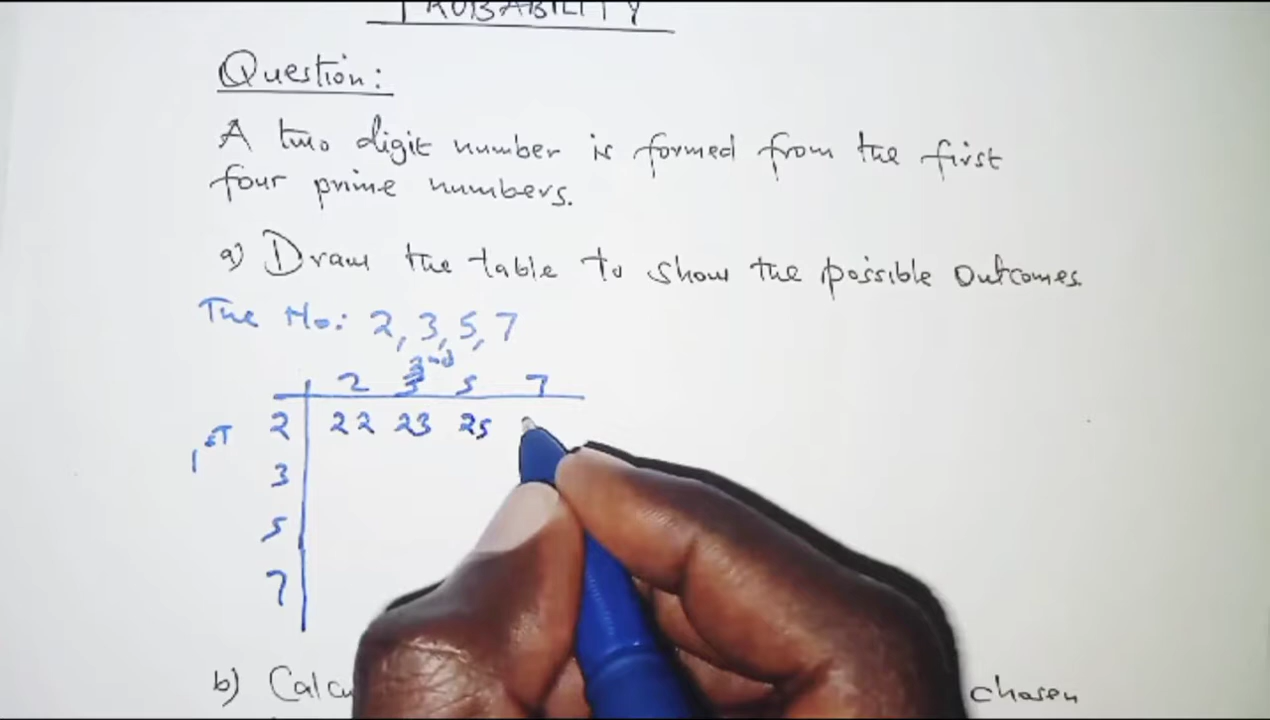 PROBABILITY
Question:
A two digit number is formed from the first
four prime numbers.
a) Draw the table to show the possible outcomes.
The No: 2, 3, 5, 7
2nd
2 3 5 7
1ST 2 22 23 25
3
5
7
b) chosen